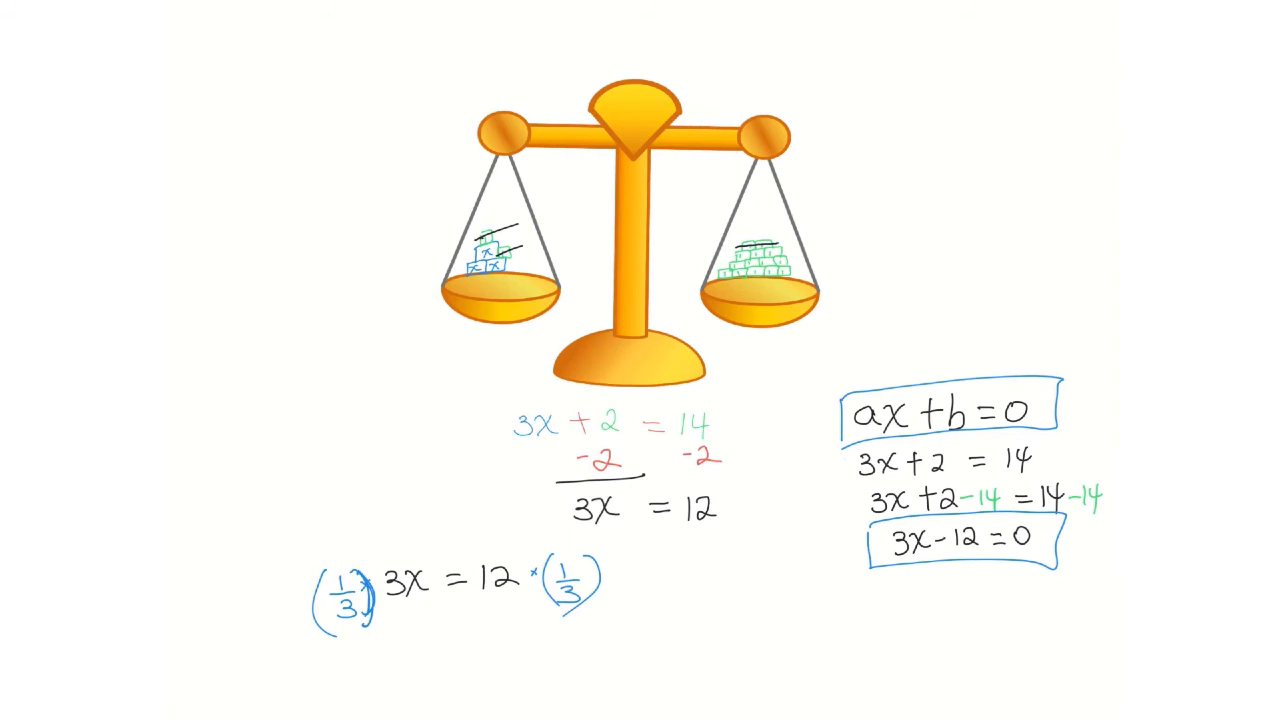 x
x x
3x + 2 = 14
-2 -2
3x = 12
(1/3) * 3x = 12 * (1/3)
ax + b = 0
3x + 2 = 14
3x + 2 - 14 = 14 - 14
3x - 12 = 0